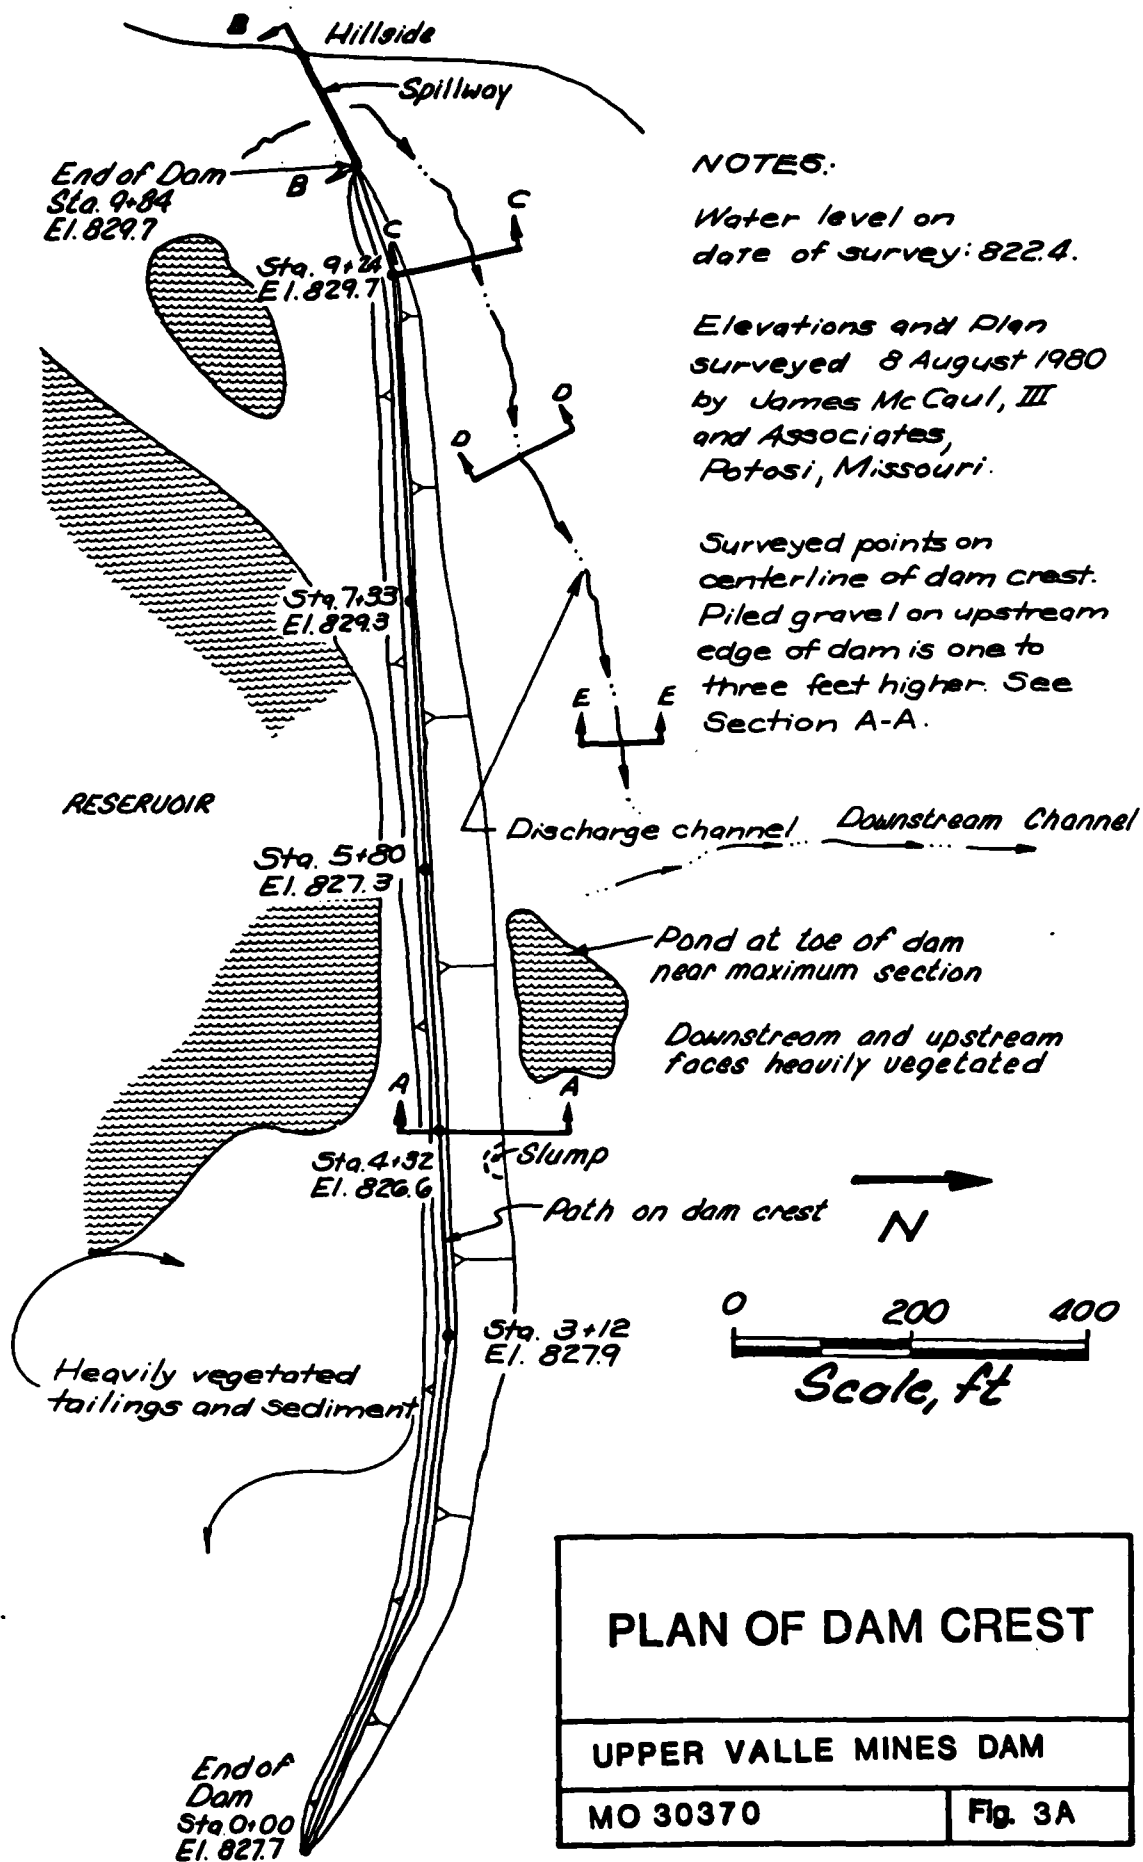 B
Hillside
Spillway
End of Dam
Sta. 9+84
El. 829.7
B
C
C
Sta. 9+24
El. 829.7
NOTES:
Water level on
date of survey: 822.4.
Elevations and Plan
surveyed 8 August 1980
by James McCaul, III
and Associates,
Potosi, Missouri.
Surveyed points on
centerline of dam crest.
Piled gravel on upstream
edge of dam is one to
three feet higher. See
Section A-A.
D
D
Sta. 7+33
El. 829.3
E
E
RESERVOIR
Discharge channel
Downstream Channel
Sta. 5+80
El. 827.3
Pond at toe of dam
near maximum section
Downstream and upstream
faces heavily vegetated
A
A
Sta. 4+32
El. 826.6
Slump
Path on dam crest
N
0 200 400
Scale, ft
Sta. 3+12
El. 827.9
Heavily vegetated
tailings and sediment
End of
Dam
Sta. 0+00
El. 827.7
PLAN OF DAM CREST
UPPER VALLE MINES DAM
MO 30370
Fig. 3A